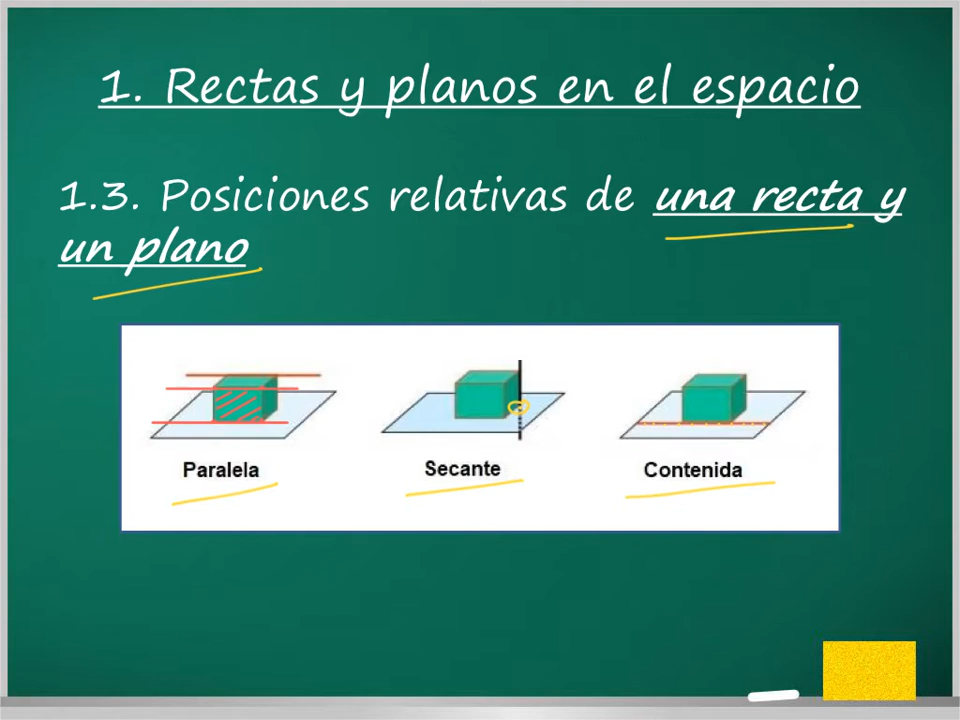 1. Rectas y planos en el espacio
1.3. Posiciones relativas de una recta y
un plano
Paralela
Secante
Contenida